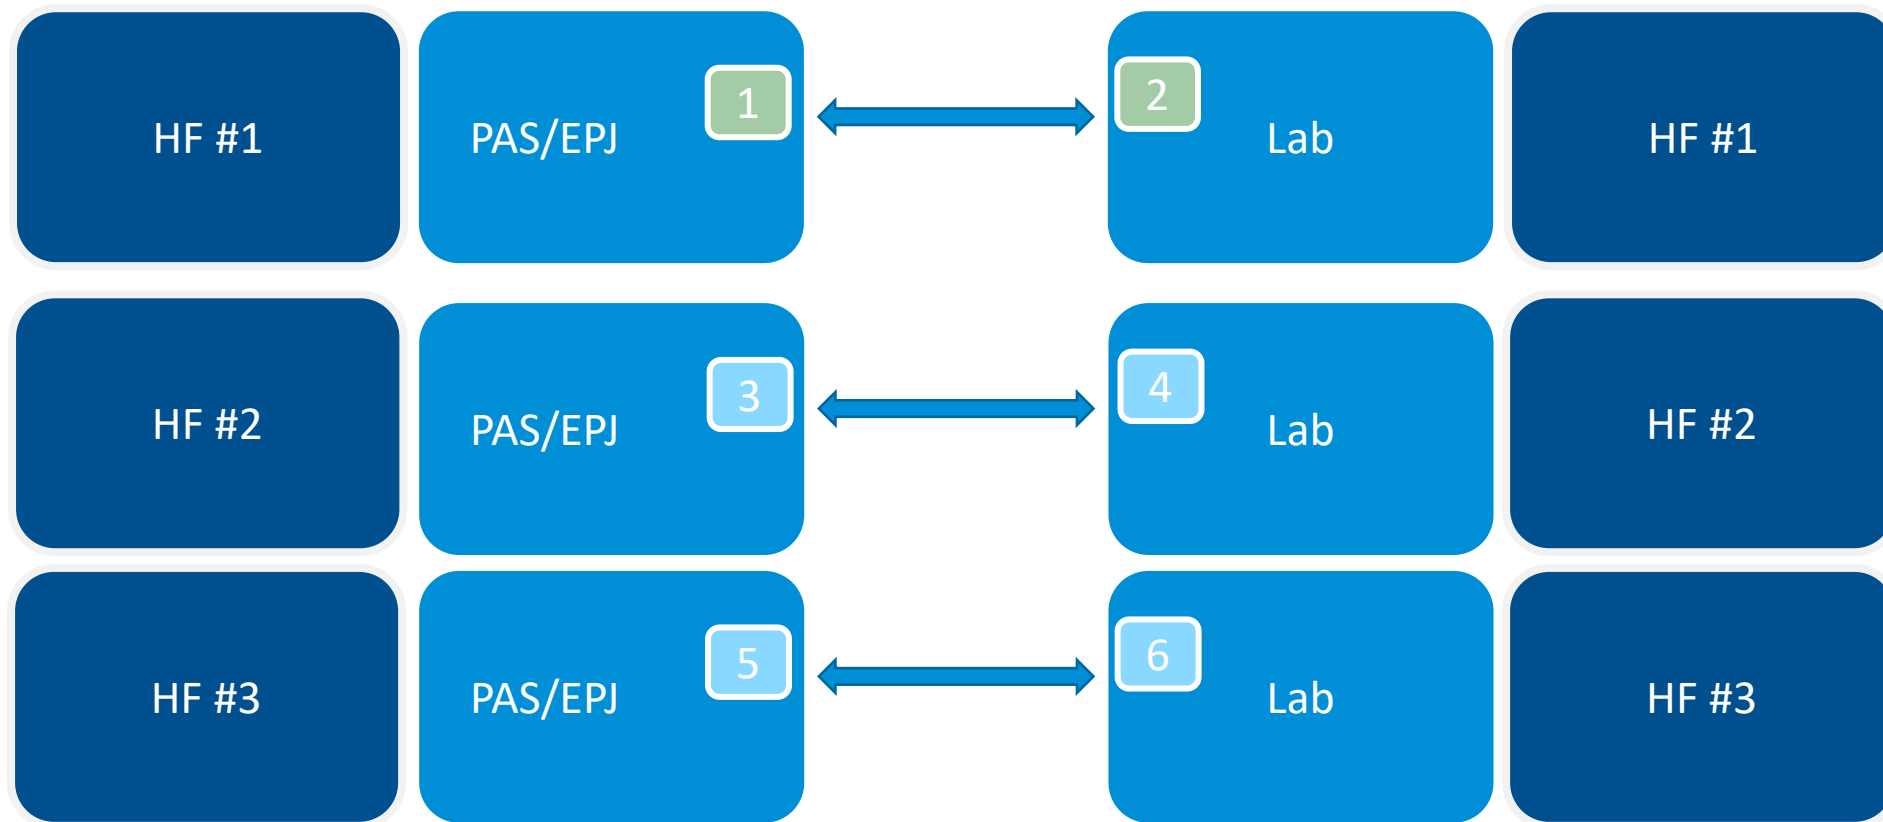 HF #1
PAS/EPJ
1
2
Lab
HF #1
HF #2
PAS/EPJ
3
4
Lab
HF #2
HF #3
PAS/EPJ
5
6
Lab
HF #3